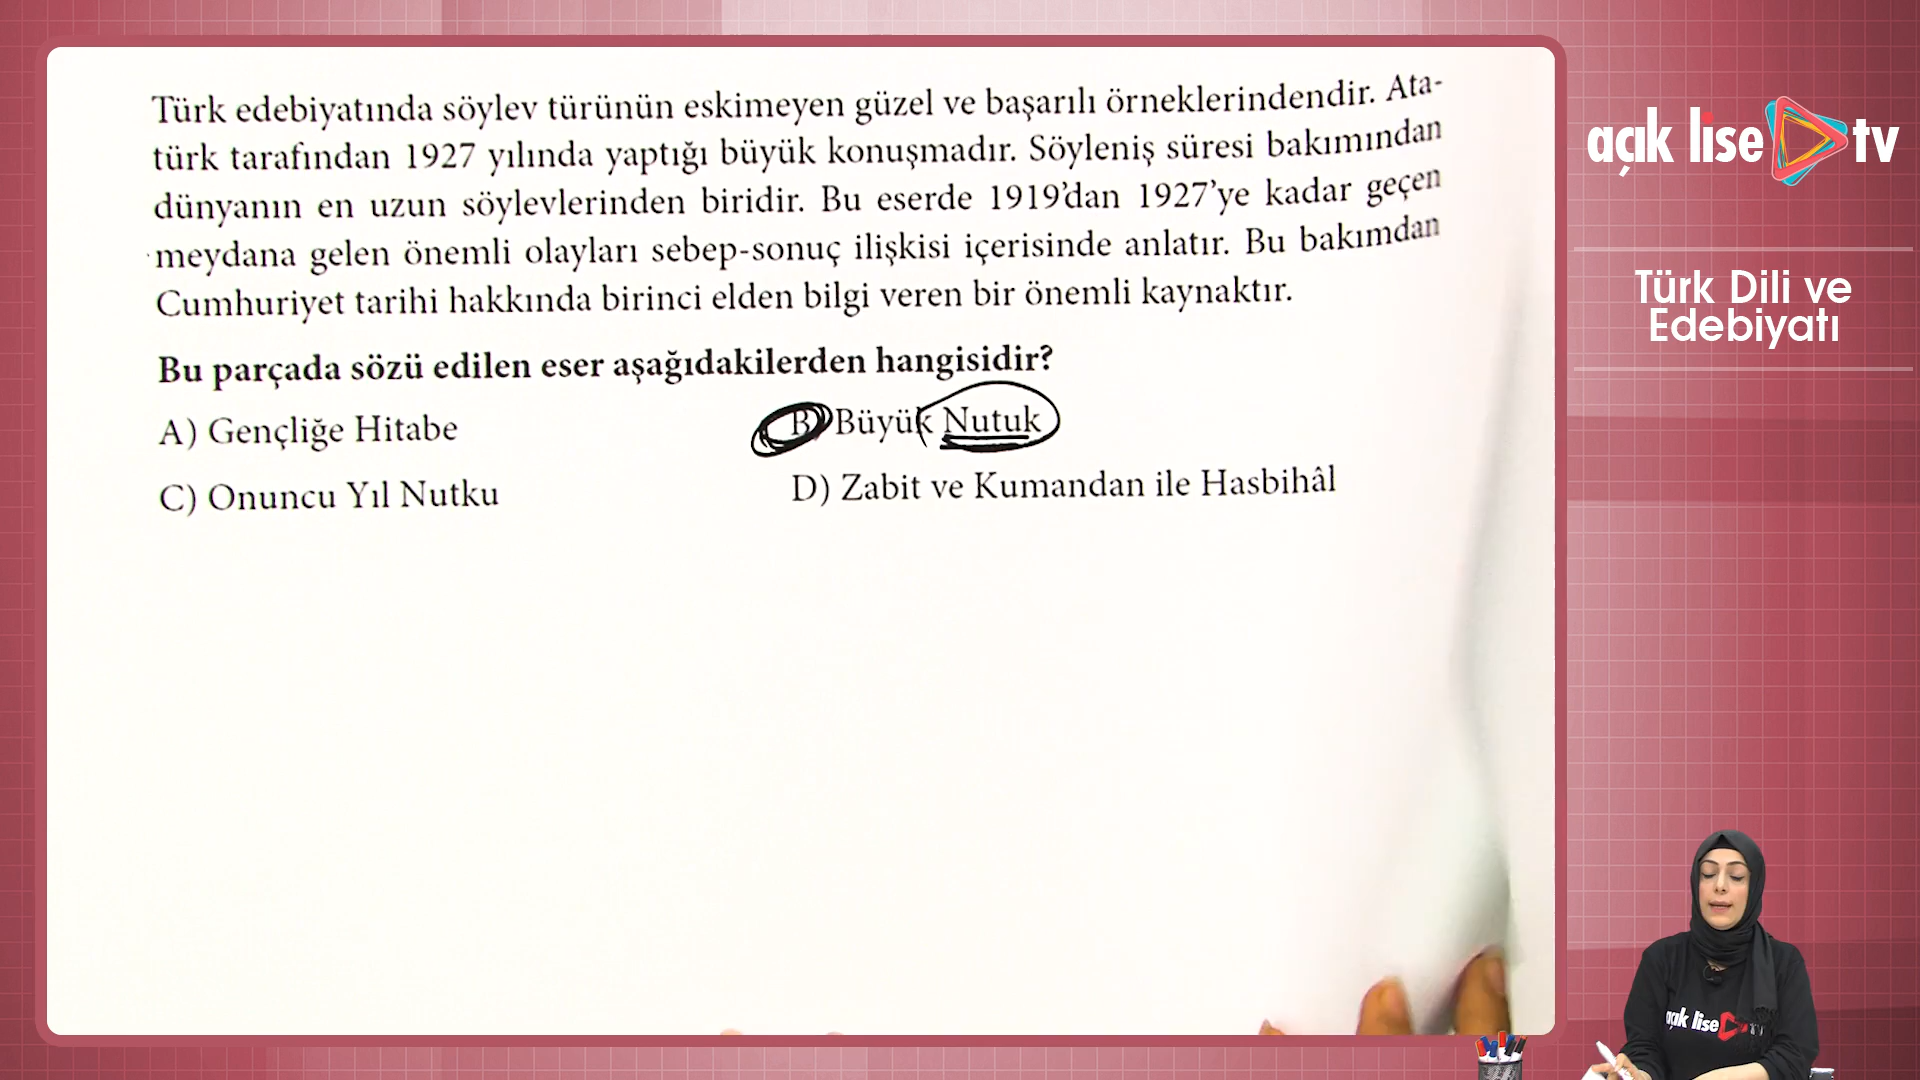 Türk edebiyatında söylev türünün eskimeyen güzel ve başarılı örneklerindendir. Ata-
türk tarafından 1927 yılında yaptığı büyük konuşmadır. Söyleniş süresi bakımından
dünyanın en uzun söylevlerinden biridir. Bu eserde 1919’dan 1927’ye kadar geçen
meydana gelen önemli olayları sebep-sonuç ilişkisi içerisinde anlatır. Bu bakımdan
Cumhuriyet tarihi hakkında birinci elden bilgi veren bir önemli kaynaktır.
Bu parçada sözü edilen eser aşağıdakilerden hangisidir?
A) Gençliğe Hitabe
B) Büyük Nutuk
C) Onuncu Yıl Nutku
D) Zabit ve Kumandan ile Hasbihâl
açık lise tv
Türk Dili ve
Edebiyatı
açık lise tv